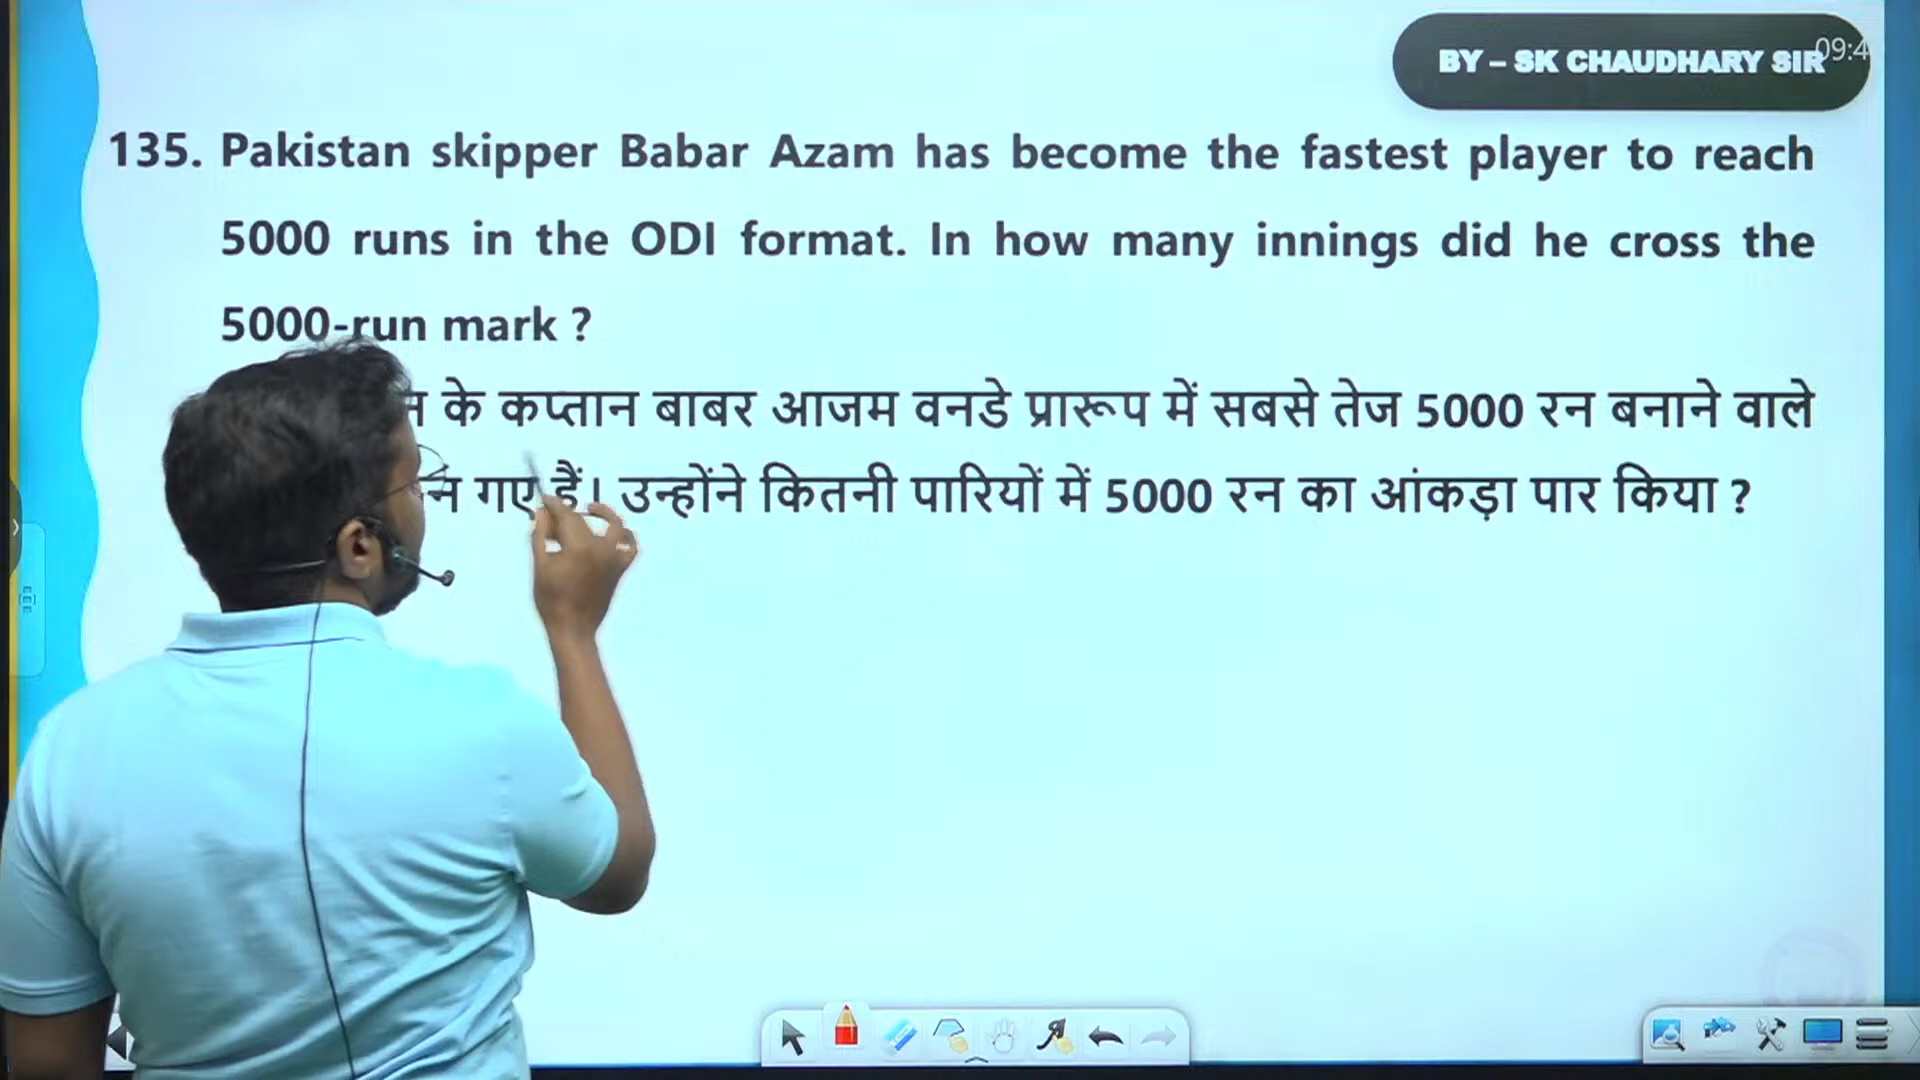 BY – SK CHAUDHARY SIR
09:4
135. Pakistan skipper Babar Azam has become the fastest player to reach
5000 runs in the ODI format. In how many innings did he cross the
5000-run mark ?
के कप्तान बाबर आजम वनडे प्रारूप में सबसे तेज 5000 रन बनाने वाले
गए हैं। उन्होंने कितनी पारियों में 5000 रन का आंकड़ा पार किया ?